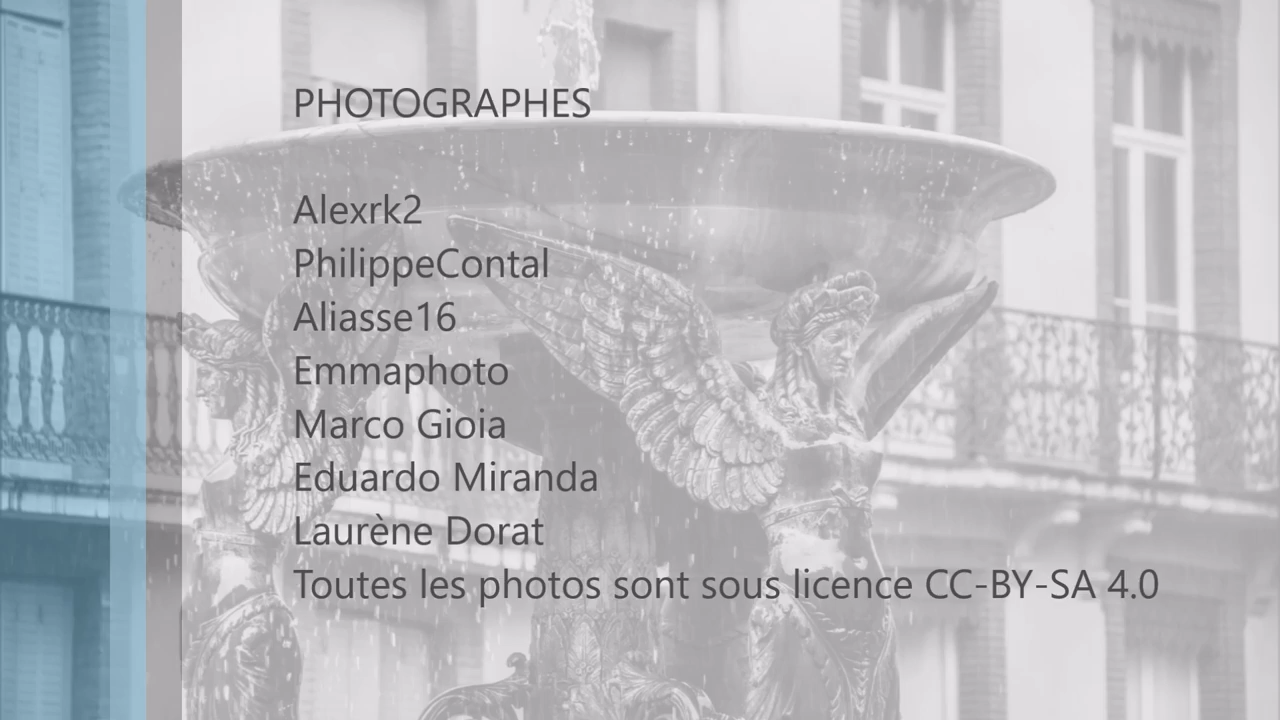 PHOTOGRAPHES
Alexrk2
PhilippeContal
Aliasse16
Emmaphoto
Marco Gioia
Eduardo Miranda
Laurène Dorat
Toutes les photos sont sous licence CC-BY-SA 4.0